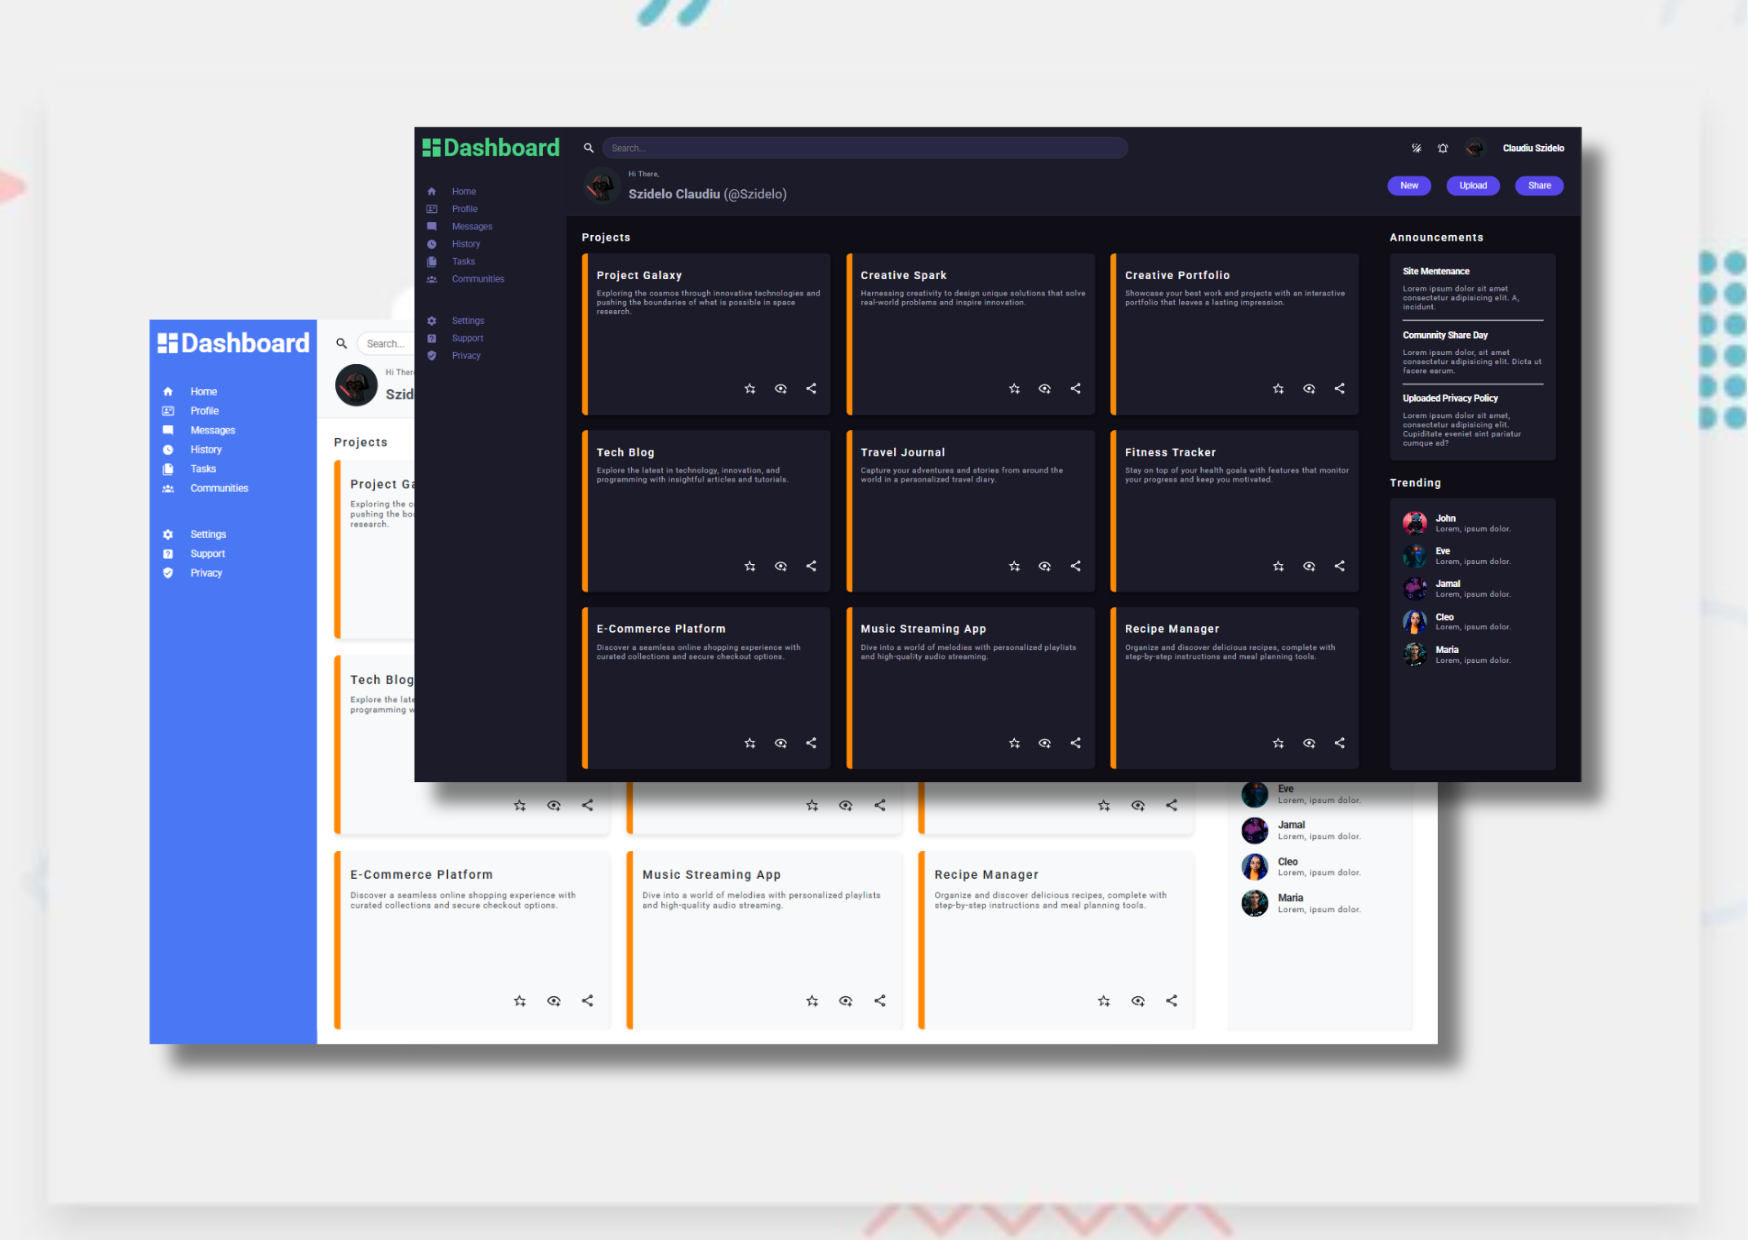 Dashboard
Search...
Claudiu Szidelo
Hi There,
Szidelo Claudiu (@Szidelo)
New
Upload
Share
Home
Profile
Messages
History
Tasks
Communities
Settings
Support
Privacy
Projects
Project Galaxy
Exploring the cosmos through innovative technologies and
pushing the boundaries of what is possible in space
research.
Creative Spark
Harnessing creativity to design unique solutions that solve
real-world problems and inspire innovation.
Creative Portfolio
Showcase your best work and projects with an interactive
portfolio that leaves a lasting impression.
Tech Blog
Explore the latest in technology, innovation, and
programming with insightful articles and tutorials.
Travel Journal
Capture your adventures and stories from around the
world in a personalized travel diary.
Fitness Tracker
Stay on top of your health goals with features that monitor
your progress and keep you motivated.
E-Commerce Platform
Discover a seamless online shopping experience with
curated collections and secure checkout options.
Music Streaming App
Dive into a world of melodies with personalized playlists
and high-quality audio streaming.
Recipe Manager
Organize and discover delicious recipes, complete with
step-by-step instructions and meal planning tools.
Announcements
Site Mentenance
Lorem ipsum dolor sit amet
consectetur adipisicing elit. A,
incidunt.
Comunnity Share Day
Lorem ipsum dolor, sit amet
consectetur adipisicing elit. Dicta ut
facere earum.
Uploaded Privacy Policy
Lorem ipsum dolor sit amet,
consectetur adipisicing elit.
Cupiditate eveniet sint pariatur
cumque ad?
Trending
John
Lorem, ipsum dolor.
Eve
Lorem, ipsum dolor.
Jamal
Lorem, ipsum dolor.
Cleo
Lorem, ipsum dolor.
Maria
Lorem, ipsum dolor.
Dashboard
Search...
Hi Ther
Szid
Home
Profile
Messages
History
Tasks
Communities
Settings
Support
Privacy
Projects
Project Ga
Exploring the c
pushing the bo
research.
Tech Blog
Explore the late
programming w
E-Commerce Platform
Discover a seamless online shopping experience with
curated collections and secure checkout options.
Music Streaming App
Dive into a world of melodies with personalized playlists
and high-quality audio streaming.
Recipe Manager
Organize and discover delicious recipes, complete with
step-by-step instructions and meal planning tools.
Eve
Lorem, ipsum dolor.
Jamal
Lorem, ipsum dolor.
Cleo
Lorem, ipsum dolor.
Maria
Lorem, ipsum dolor.